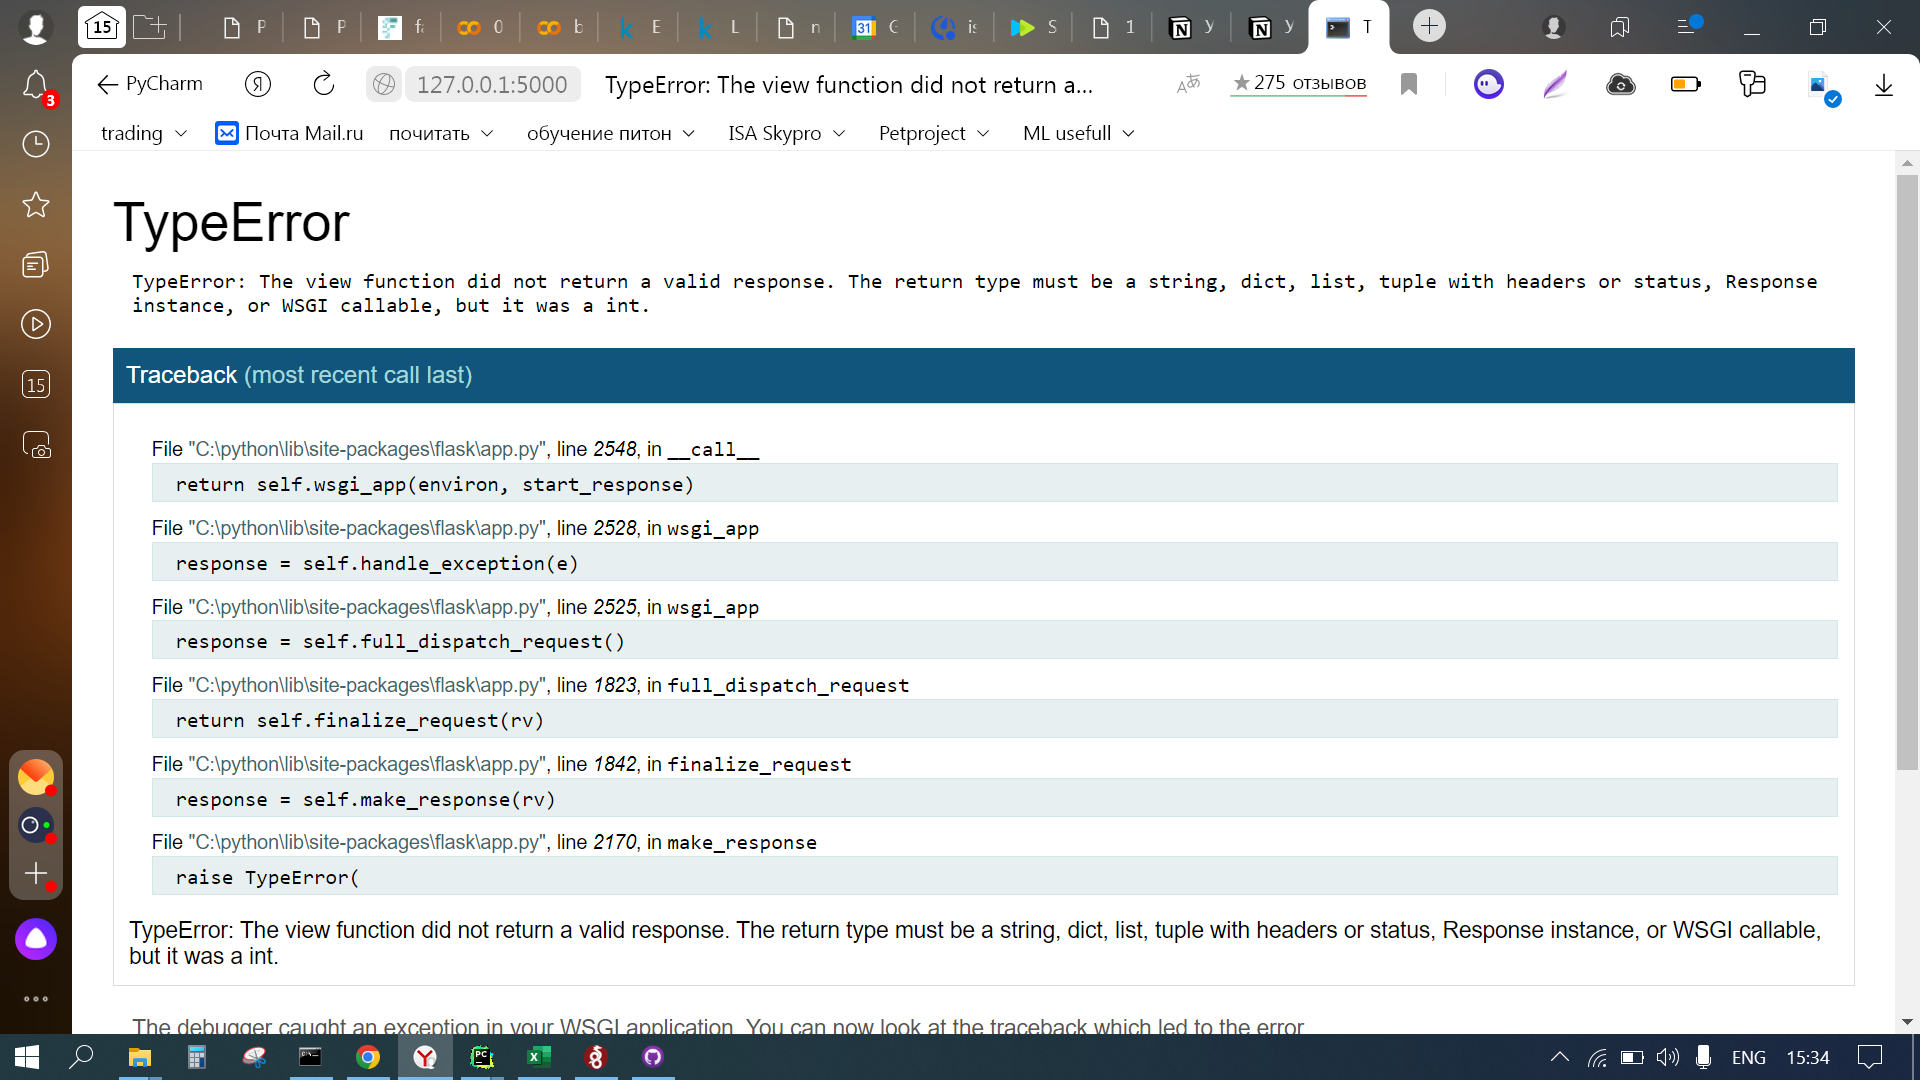 15
P
P
fa
0
b
E
L
n
31
C
is
S
1
У
У
T
3
PyCharm
Я
127.0.0.1:5000
TypeError: The view function did not return a...
★ 275 отзывов
trading
Почта Mail.ru
почитать
обучение питон
ISA Skypro
Petproject
ML usefull
TypeError
TypeError: The view function did not return a valid response. The return type must be a string, dict, list, tuple with headers or status, Response
instance, or WSGI callable, but it was a int.
Traceback (most recent call last)
File "C:\python\lib\site-packages\flask\app.py", line 2548, in __call__
return self.wsgi_app(environ, start_response)
File "C:\python\lib\site-packages\flask\app.py", line 2528, in wsgi_app
response = self.handle_exception(e)
File "C:\python\lib\site-packages\flask\app.py", line 2525, in wsgi_app
response = self.full_dispatch_request()
File "C:\python\lib\site-packages\flask\app.py", line 1823, in full_dispatch_request
return self.finalize_request(rv)
File "C:\python\lib\site-packages\flask\app.py", line 1842, in finalize_request
response = self.make_response(rv)
File "C:\python\lib\site-packages\flask\app.py", line 2170, in make_response
raise TypeError(
TypeError: The view function did not return a valid response. The return type must be a string, dict, list, tuple with headers or status, Response instance, or WSGI callable,
but it was a int.
The debugger caught an exception in your WSGI application. You can now look at the traceback which led to the error.
15
ENG
15:34